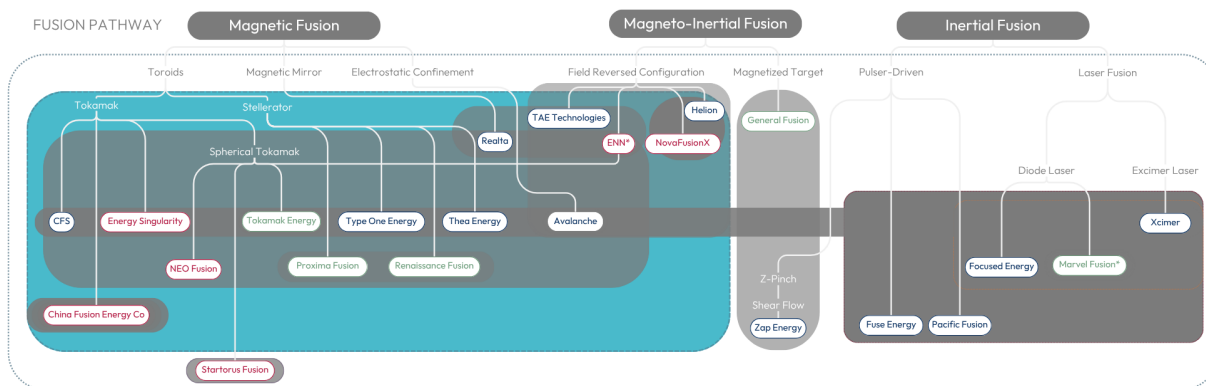 FUSION PATHWAY
Magnetic Fusion
Magneto-Inertial Fusion
Inertial Fusion
Toroids
Magnetic Mirror
Electrostatic Confinement
Field Reversed Configuration
Magnetized Target
Pulser-Driven
Laser Fusion
Tokamak
Stellerator
TAE Technologies
Helion
General Fusion
Realta
ENN*
NovaFusionX
Spherical Tokamak
Diode Laser
Excimer Laser
CFS
Energy Singularity
Tokamak Energy
Type One Energy
Thea Energy
Avalanche
Xcimer
NEO Fusion
Proxima Fusion
Renaissance Fusion
Focused Energy
Marvel Fusion*
Z-Pinch
Shear Flow
China Fusion Energy Co
Zap Energy
Fuse Energy
Pacific Fusion
Startorus Fusion